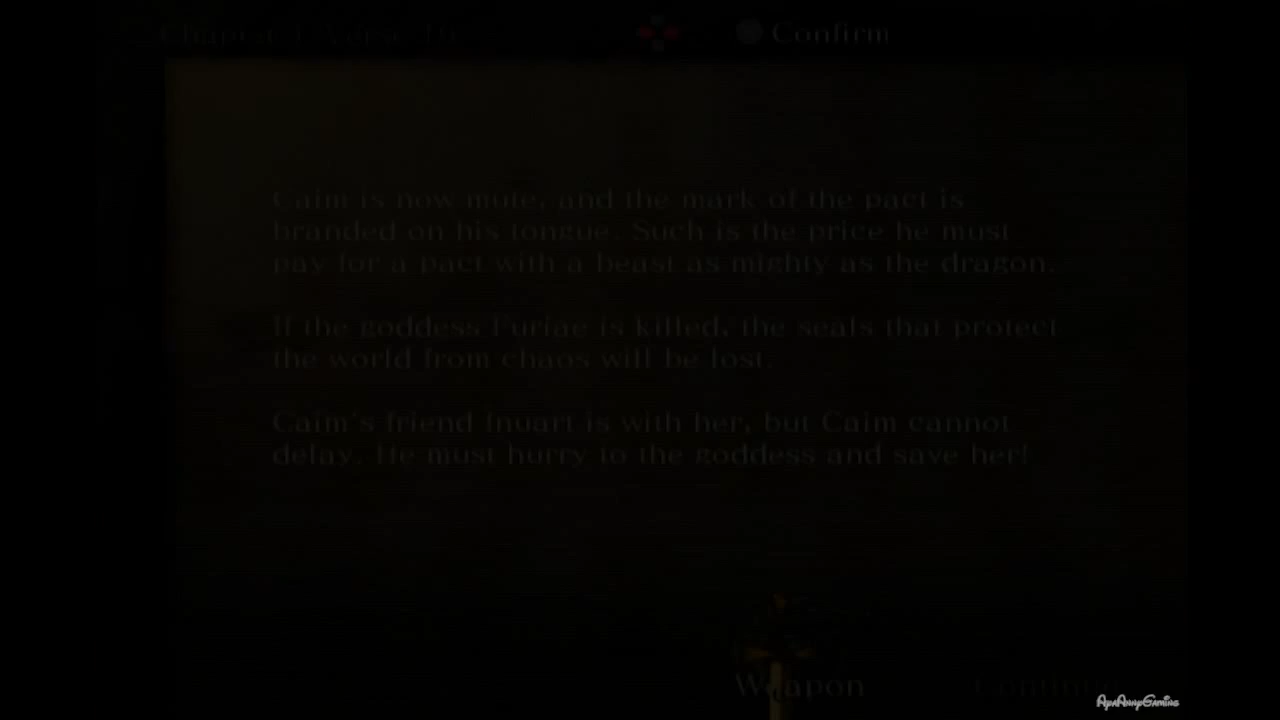 Chapter 1 Verse 10
Confirm
Caim is now mute, and the mark of the pact is
branded on his tongue. Such is the price he must
pay for a pact with a beast as mighty as the dragon.
If the goddess Furiae is killed, the seals that protect
the world from chaos will be lost.
Caim's friend Inuart is with her, but Caim cannot
delay. He must hurry to the goddess and save her!
Weapon
Continue
AyaAnnyGaming